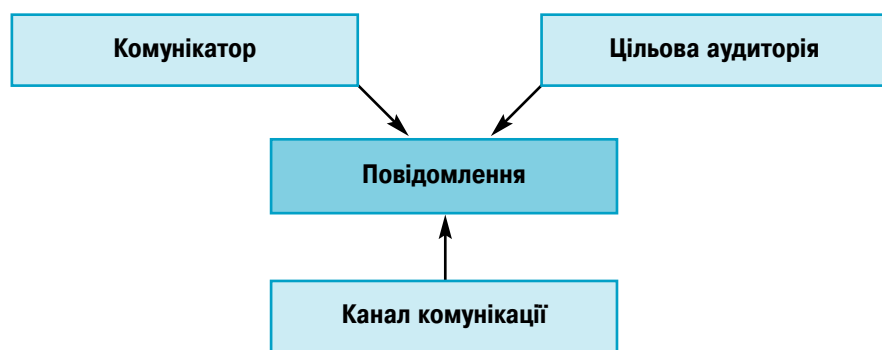 Комунікатор
Цільова аудиторія
Повідомлення
Канал комунікації